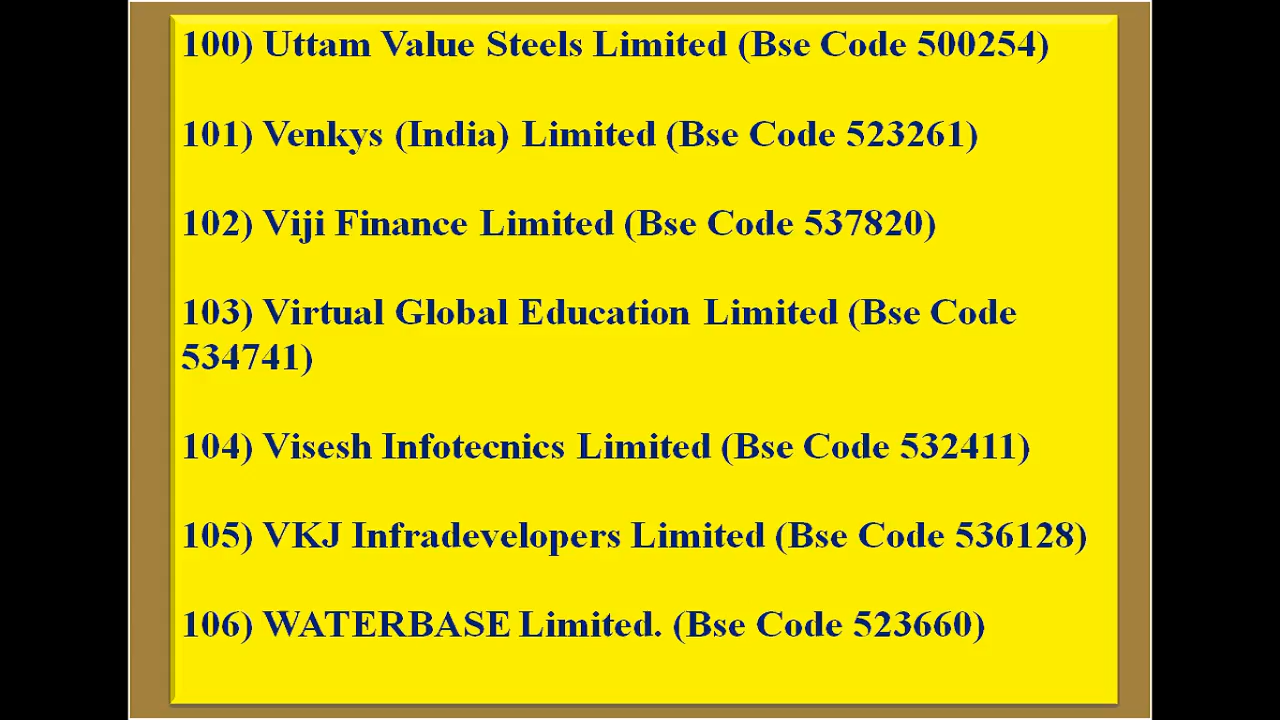 100) Uttam Value Steels Limited (Bse Code 500254)
101) Venkys (India) Limited (Bse Code 523261)
102) Viji Finance Limited (Bse Code 537820)
103) Virtual Global Education Limited (Bse Code
534741)
104) Visesh Infotecnics Limited (Bse Code 532411)
105) VKJ Infradevelopers Limited (Bse Code 536128)
106) WATERBASE Limited. (Bse Code 523660)